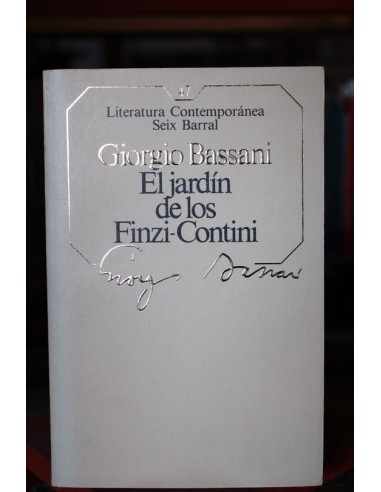 47
Literatura Contemporánea
Seix Barral
Giorgio Bassani
El jardín
de los
Finzi-Contini